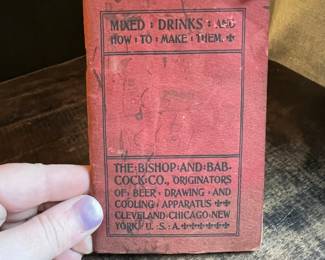 MIXED · DRINKS · AND
HOW · TO · MAKE · THEM.
THE · BISHOP · AND · BAB-
COCK · CO., ORIGINATORS
OF · BEER · DRAWING · AND
COOLING · APPARATUS
CLEVELAND · CHICAGO · NEW
YORK · U. S. A.